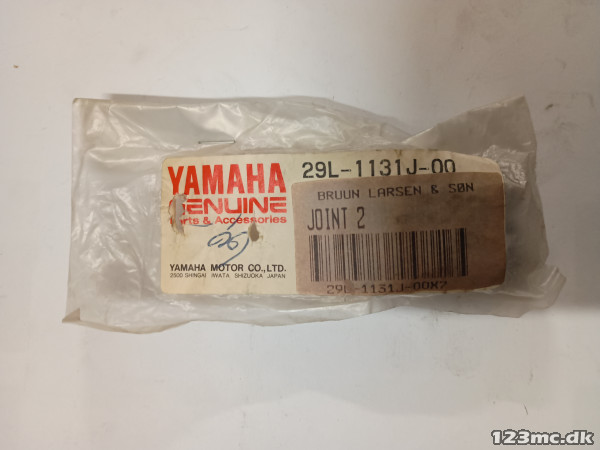 YAMAHA
GENUINE
Parts & Accessories
YAMAHA MOTOR CO., LTD.
2500 SHINGAI, IWATA, SHIZUOKA, JAPAN
29L-1131J-00
BRUUN LARSEN & SØN
JOINT 2
29L-1131J-00X7
123mc.dk